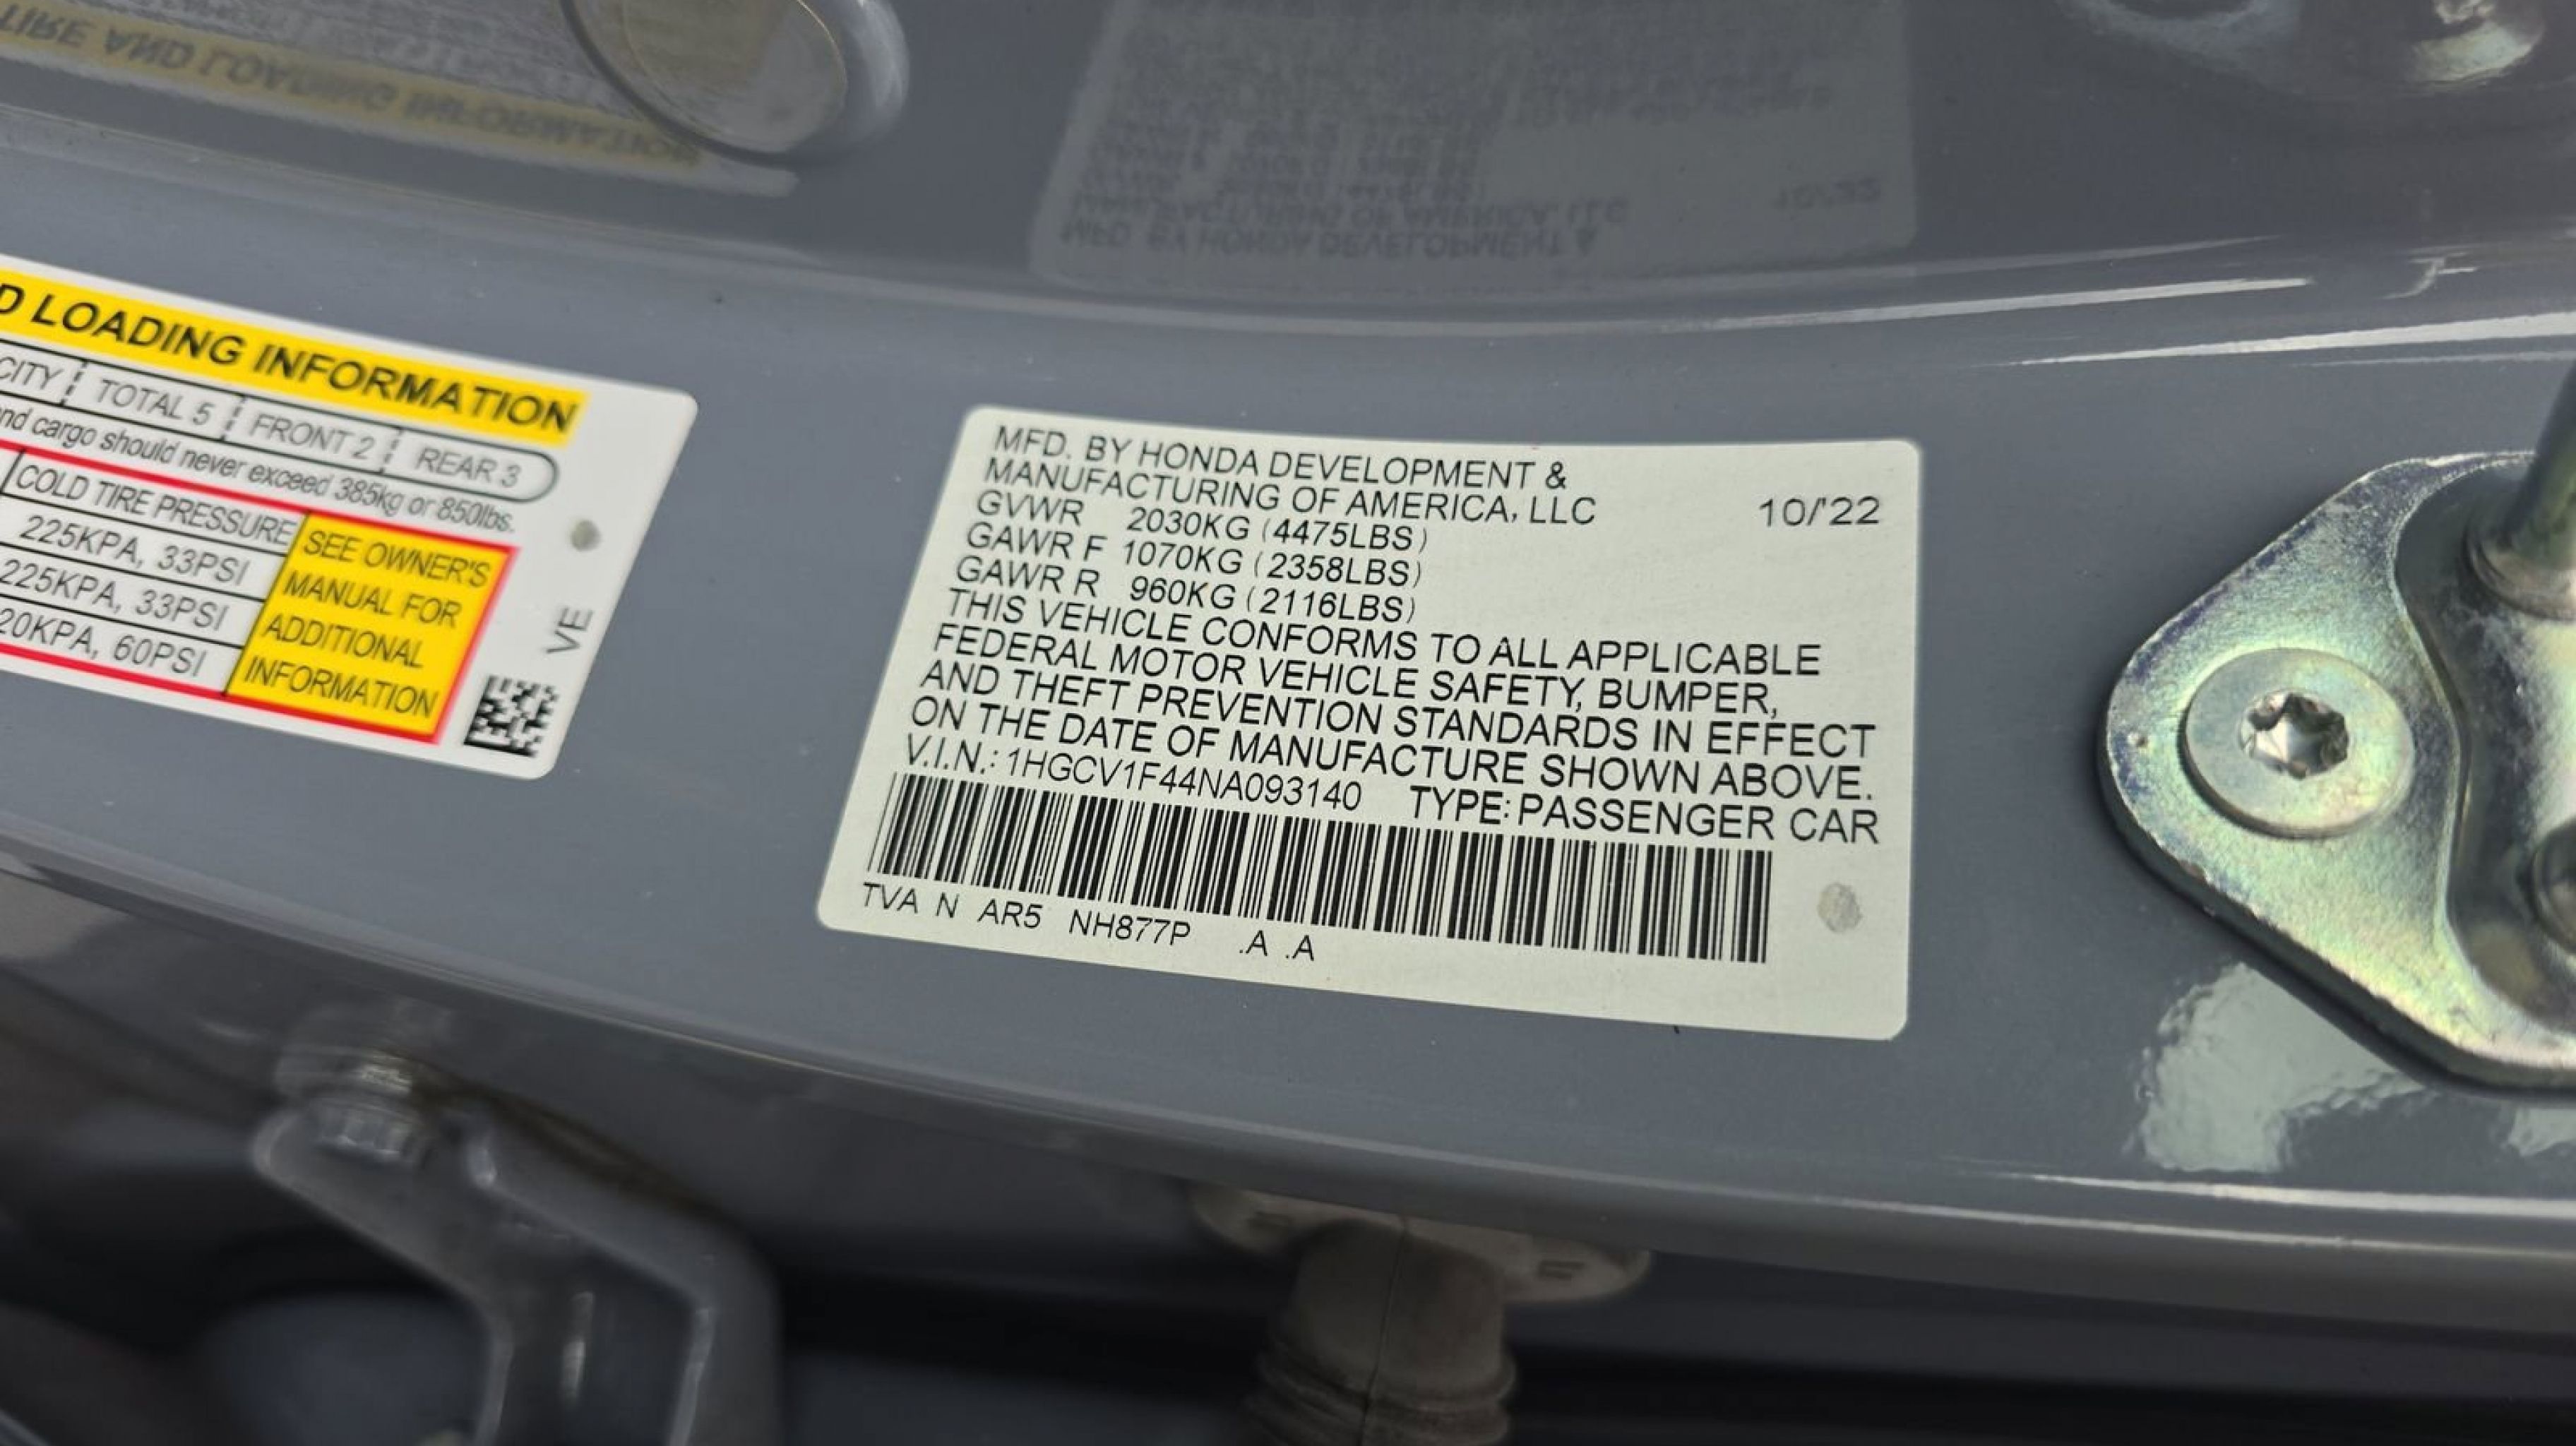 D LOADING INFORMATION
CITY TOTAL 5 FRONT 2 REAR 3
nd cargo should never exceed 385kg or 850lbs.
COLD TIRE PRESSURE
225KPA, 33PSI
225KPA, 33PSI
20KPA, 60PSI
SEE OWNER'S
MANUAL FOR
ADDITIONAL
INFORMATION
VE
MFD. BY HONDA DEVELOPMENT &
MANUFACTURING OF AMERICA, LLC 10/'22
GVWR 2030KG (4475LBS)
GAWR F 1070KG (2358LBS)
GAWR R 960KG (2116LBS)
THIS VEHICLE CONFORMS TO ALL APPLICABLE
FEDERAL MOTOR VEHICLE SAFETY, BUMPER,
AND THEFT PREVENTION STANDARDS IN EFFECT
ON THE DATE OF MANUFACTURE SHOWN ABOVE.
V.I.N.: 1HGCV1F44NA093140 TYPE: PASSENGER CAR
TVA N AR5 NH877P .A .A